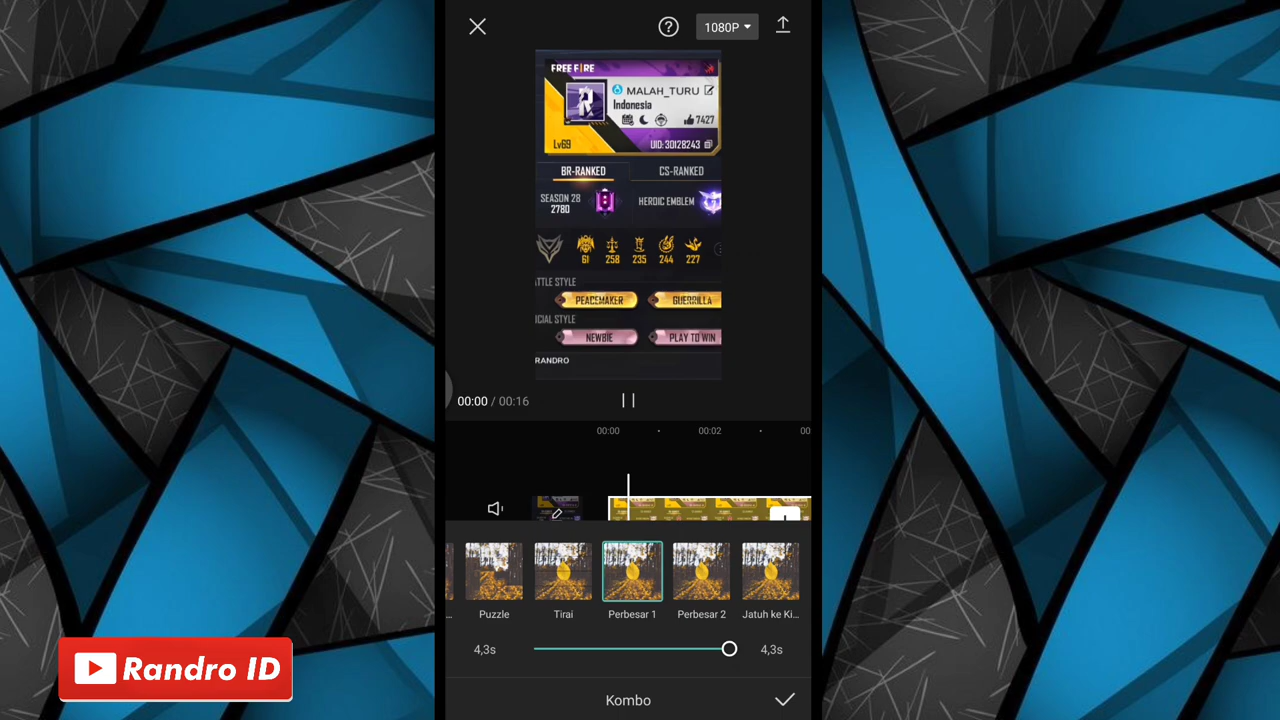 1080P
FREE FIRE
MALAH_TURU
Indonesia
7427
Lv69
UID: 30128243
BR-RANKED
CS-RANKED
SEASON 28
2780
HEROIC EMBLEM
61
258
235
244
227
TTLE STYLE
PEACEMAKER
GUERRILLA
CIAL STYLE
NEWBIE
PLAY TO WIN
RANDRO
00:00 / 00:16
00:00
00:02
00
Puzzle
Tirai
Perbesar 1
Perbesar 2
Jatuh ke Ki...
4,3s
4,3s
Randro ID
Kombo